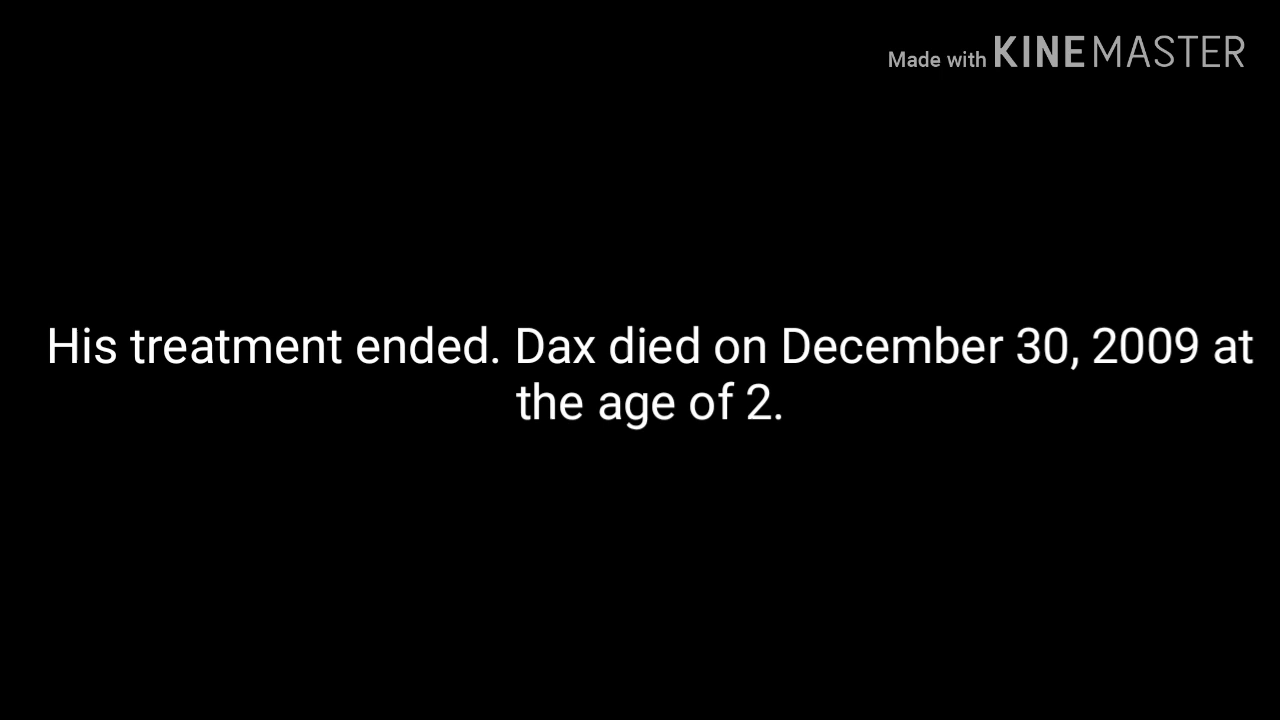 Made with KINEMASTER
His treatment ended. Dax died on December 30, 2009 at
the age of 2.